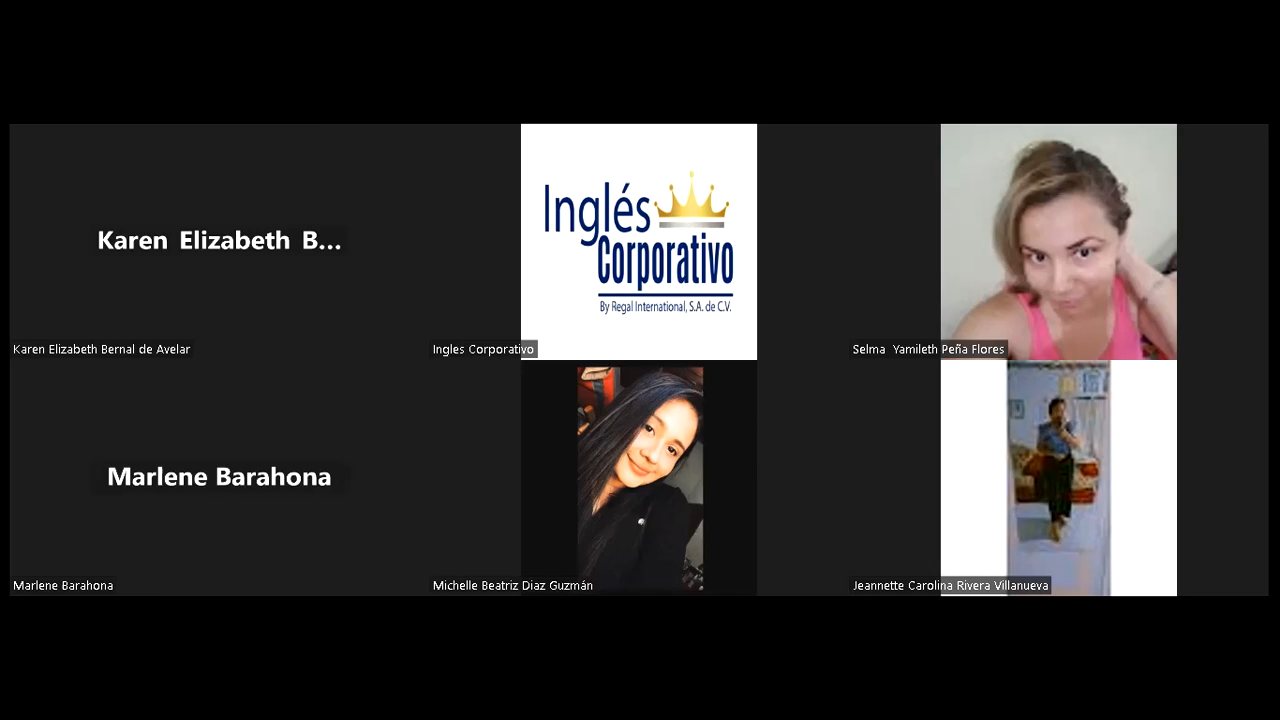 Karen Elizabeth B...
Karen Elizabeth Bernal de Avelar
Inglés
Corporativo
By Regal International, S.A. de C.V.
Ingles Corporativo
Selma Yamileth Peña Flores
Marlene Barahona
Marlene Barahona
Michelle Beatriz Diaz Guzmán
Jeannette Carolina Rivera Villanueva